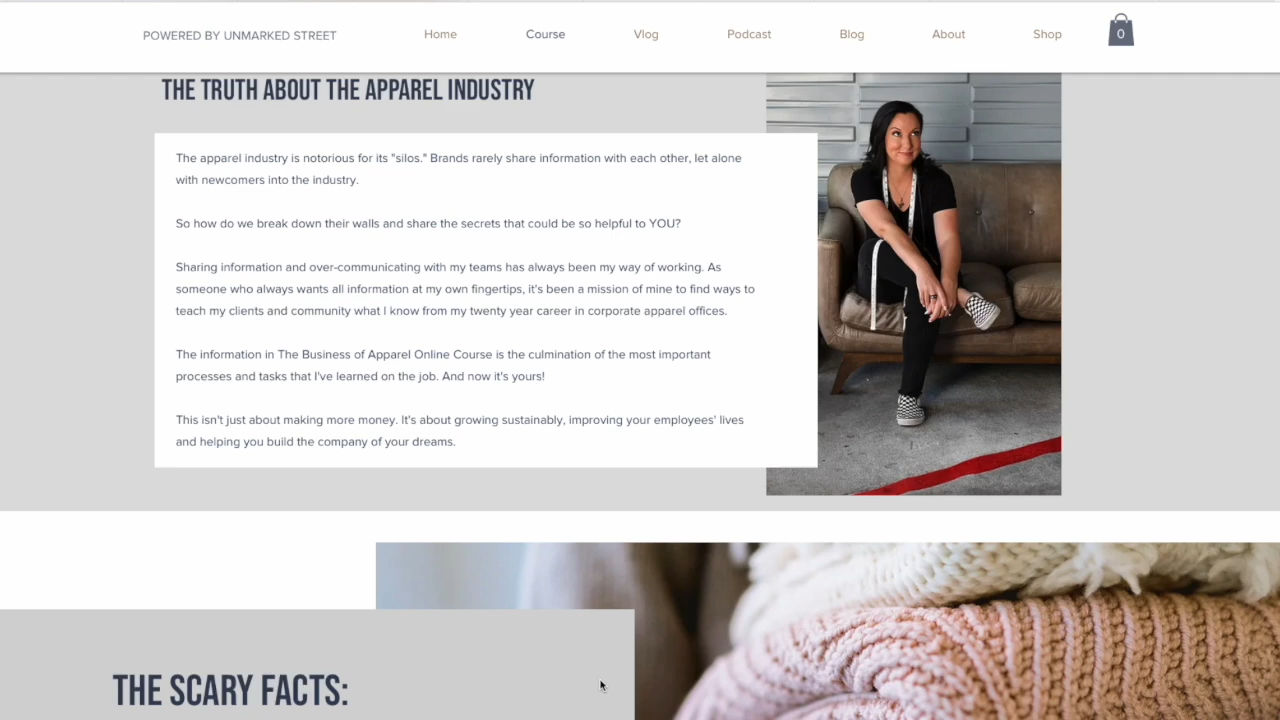 POWERED BY UNMARKED STREET
Home
Course
Vlog
Podcast
Blog
About
Shop
0
THE TRUTH ABOUT THE APPAREL INDUSTRY
The apparel industry is notorious for its "silos." Brands rarely share information with each other, let alone
with newcomers into the industry.
So how do we break down their walls and share the secrets that could be so helpful to YOU?
Sharing information and over-communicating with my teams has always been my way of working. As
someone who always wants all information at my own fingertips, it's been a mission of mine to find ways to
teach my clients and community what I know from my twenty year career in corporate apparel offices.
The information in The Business of Apparel Online Course is the culmination of the most important
processes and tasks that I've learned on the job. And now it's yours!
This isn't just about making more money. It's about growing sustainably, improving your employees' lives
and helping you build the company of your dreams.
THE SCARY FACTS: